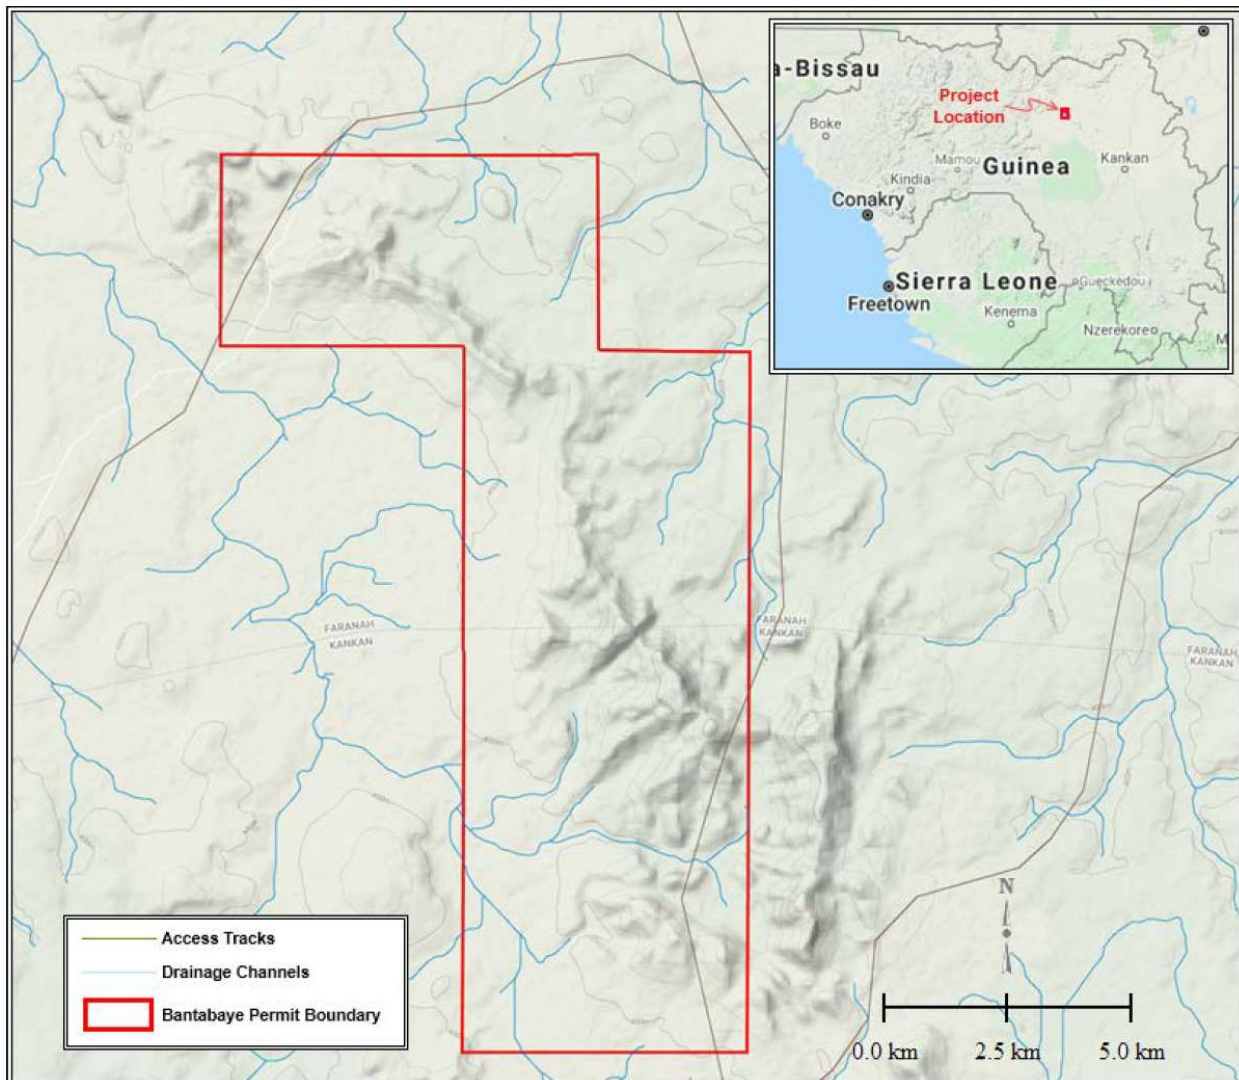 a-Bissau
Project
Location
Boke
Mamou
Guinea
Kankan
Kindia
Conakry
Sierra Leone
Gueckedou
Freetown
Kenema
Nzerekore
M
FARANAH
KANKAN
FARANAH
KANKAN
FARANAH
KANKAN
N
Access Tracks
Drainage Channels
Bantabaye Permit Boundary
0.0 km
2.5 km
5.0 km